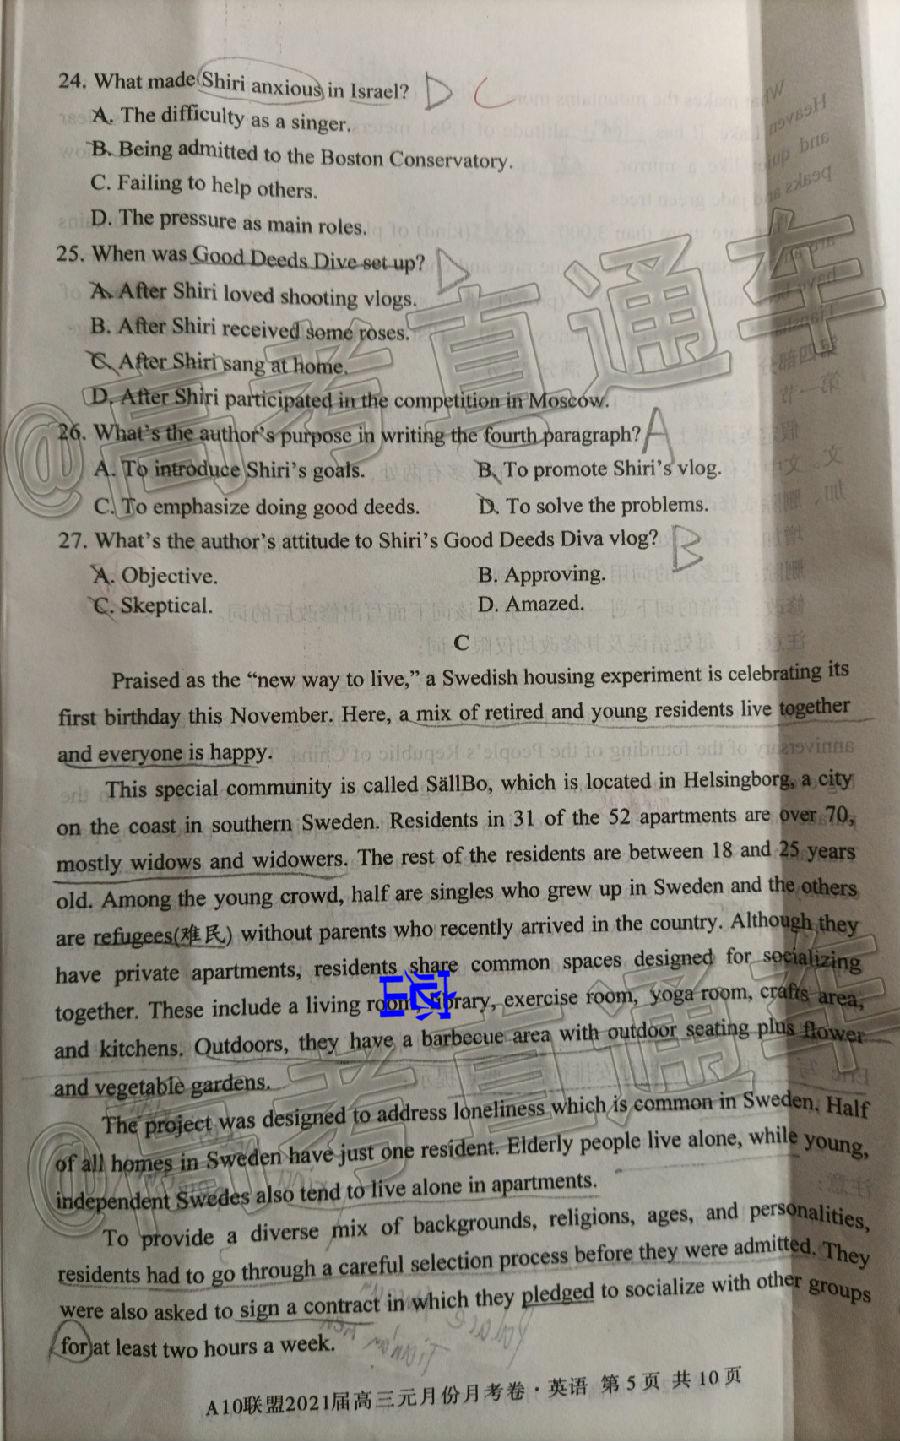 24. What made Shiri anxious in Israel? D C
A. The difficulty as a singer.
B. Being admitted to the Boston Conservatory.
C. Failing to help others.
D. The pressure as main roles.
25. When was Good Deeds Dive set up? D
A. After Shiri loved shooting vlogs.
B. After Shiri received some roses.
C. After Shiri sang at home.
D. After Shiri participated in the competition in Moscow.
26. What's the author's purpose in writing the fourth paragraph? A
A. To introduce Shiri's goals. B. To promote Shiri's vlog.
C. To emphasize doing good deeds. D. To solve the problems.
27. What's the author's attitude to Shiri's Good Deeds Diva vlog? B
A. Objective. B. Approving.
C. Skeptical. D. Amazed.
C
Praised as the “new way to live,” a Swedish housing experiment is celebrating its
first birthday this November. Here, a mix of retired and young residents live together
and everyone is happy.
This special community is called SällBo, which is located in Helsingborg, a city
on the coast in southern Sweden. Residents in 31 of the 52 apartments are over 70,
mostly widows and widowers. The rest of the residents are between 18 and 25 years
old. Among the young crowd, half are singles who grew up in Sweden and the others
are refugees(难民) without parents who recently arrived in the country. Although they
have private apartments, residents share common spaces designed for socializing
together. These include a living room, library, exercise room, yoga room, crafts area,
and kitchens. Outdoors, they have a barbecue area with outdoor seating plus flower
and vegetable gardens.
The project was designed to address loneliness which is common in Sweden. Half
of all homes in Sweden have just one resident. Elderly people live alone, while young,
independent Swedes also tend to live alone in apartments.
To provide a diverse mix of backgrounds, religions, ages, and personalities,
residents had to go through a careful selection process before they were admitted. They
were also asked to sign a contract in which they pledged to socialize with other groups
for at least two hours a week.
A10联盟2021届高三元月份月考卷·英语 第5页 共10页
@高考直通车
@高考直通车